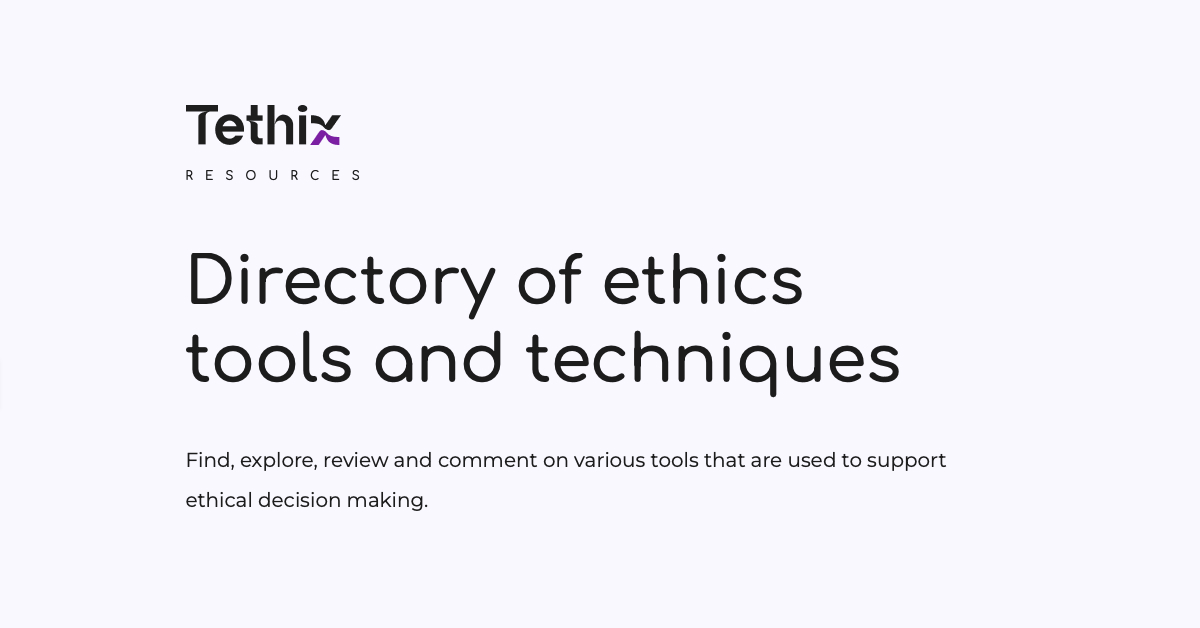 Tethix
RESOURCES
Directory of ethics
tools and techniques
Find, explore, review and comment on various tools that are used to support
ethical decision making.